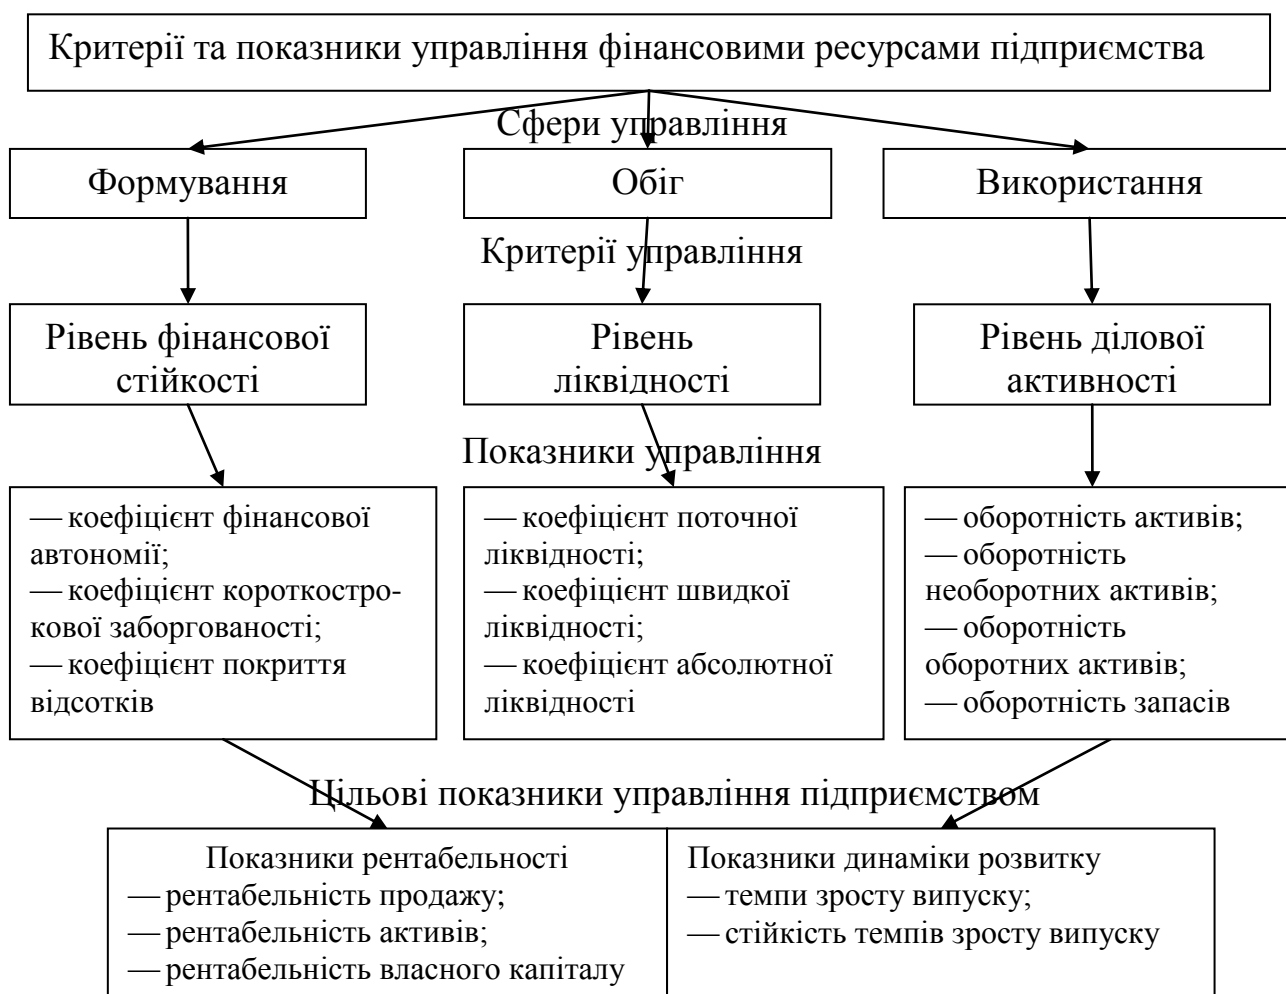 Критерії та показники управління фінансовими ресурсами підприємства
Сфери управління
Формування
Обіг
Використання
Критерії управління
Рівень фінансової
стійкості
Рівень
ліквідності
Рівень ділової
активності
Показники управління
— коефіцієнт фінансової
автономії;
— коефіцієнт короткостро-
кової заборгованості;
— коефіцієнт покриття
відсотків
— коефіцієнт поточної
ліквідності;
— коефіцієнт швидкої
ліквідності;
— коефіцієнт абсолютної
ліквідності
— оборотність активів;
— оборотність
необоротних активів;
— оборотність
оборотних активів;
— оборотність запасів
Цільові показники управління підприємством
Показники рентабельності
— рентабельність продажу;
— рентабельність активів;
— рентабельність власного капіталу
Показники динаміки розвитку
— темпи зросту випуску;
— стійкість темпів зросту випуску